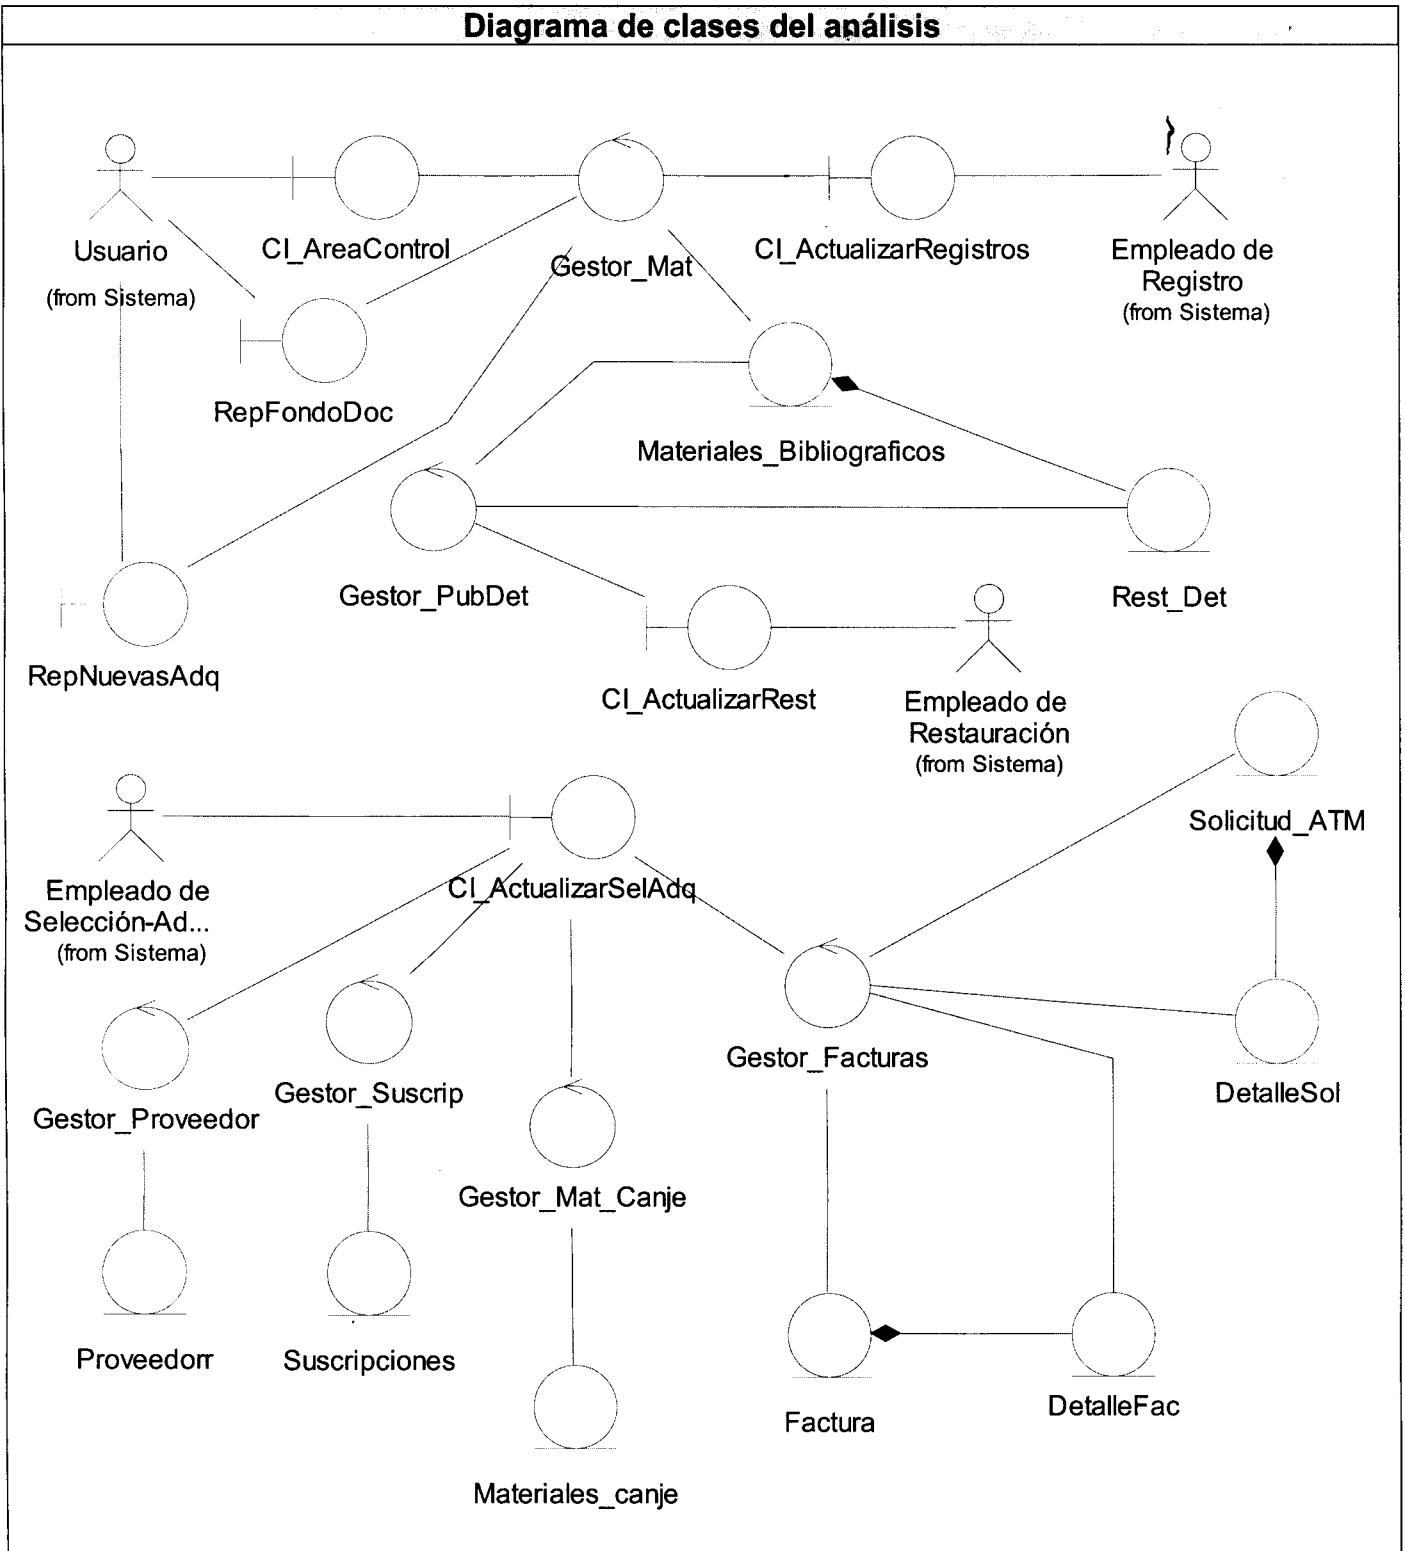 Diagrama de clases del análisis
Usuario
(from Sistema)
CI_AreaControl
Gestor_Mat
CI_ActualizarRegistros
Empleado de
Registro
(from Sistema)
RepFondoDoc
Materiales_Bibliograficos
Gestor_PubDet
Rest_Det
RepNuevasAdq
CI_ActualizarRest
Empleado de
Restauración
(from Sistema)
Solicitud_ATM
Empleado de
Selección-Ad...
(from Sistema)
CI_ActualizarSelAdq
Gestor_Proveedor
Gestor_Suscrip
Gestor_Mat_Canje
Gestor_Facturas
DetalleSol
Proveedorr
Suscripciones
Materiales_canje
Factura
DetalleFac